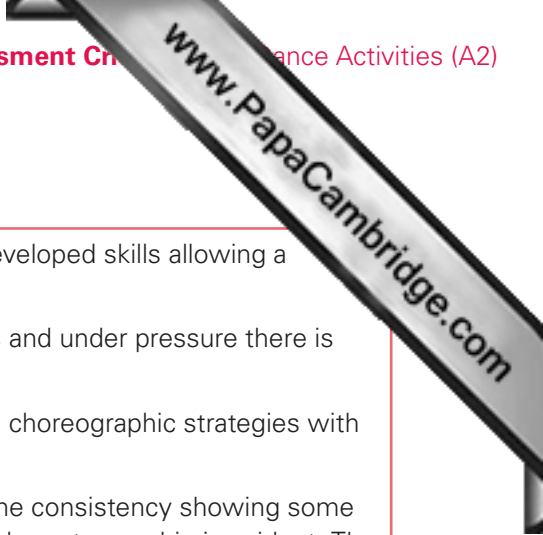 sment Cr ance Activities (A2)
www.PapaCambridge.com
eveloped skills allowing a
and under pressure there is
choreographic strategies with
ne consistency showing some